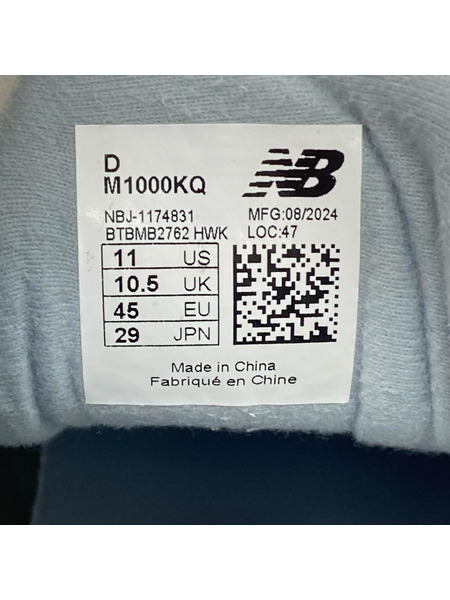 D
M1000KQ
NB
NBJ-1174831 MFG:08/2024
BTBMB2762 HWK LOC:47
11 US
10.5 UK
45 EU
29 JPN
Made in China
Fabriqué en Chine